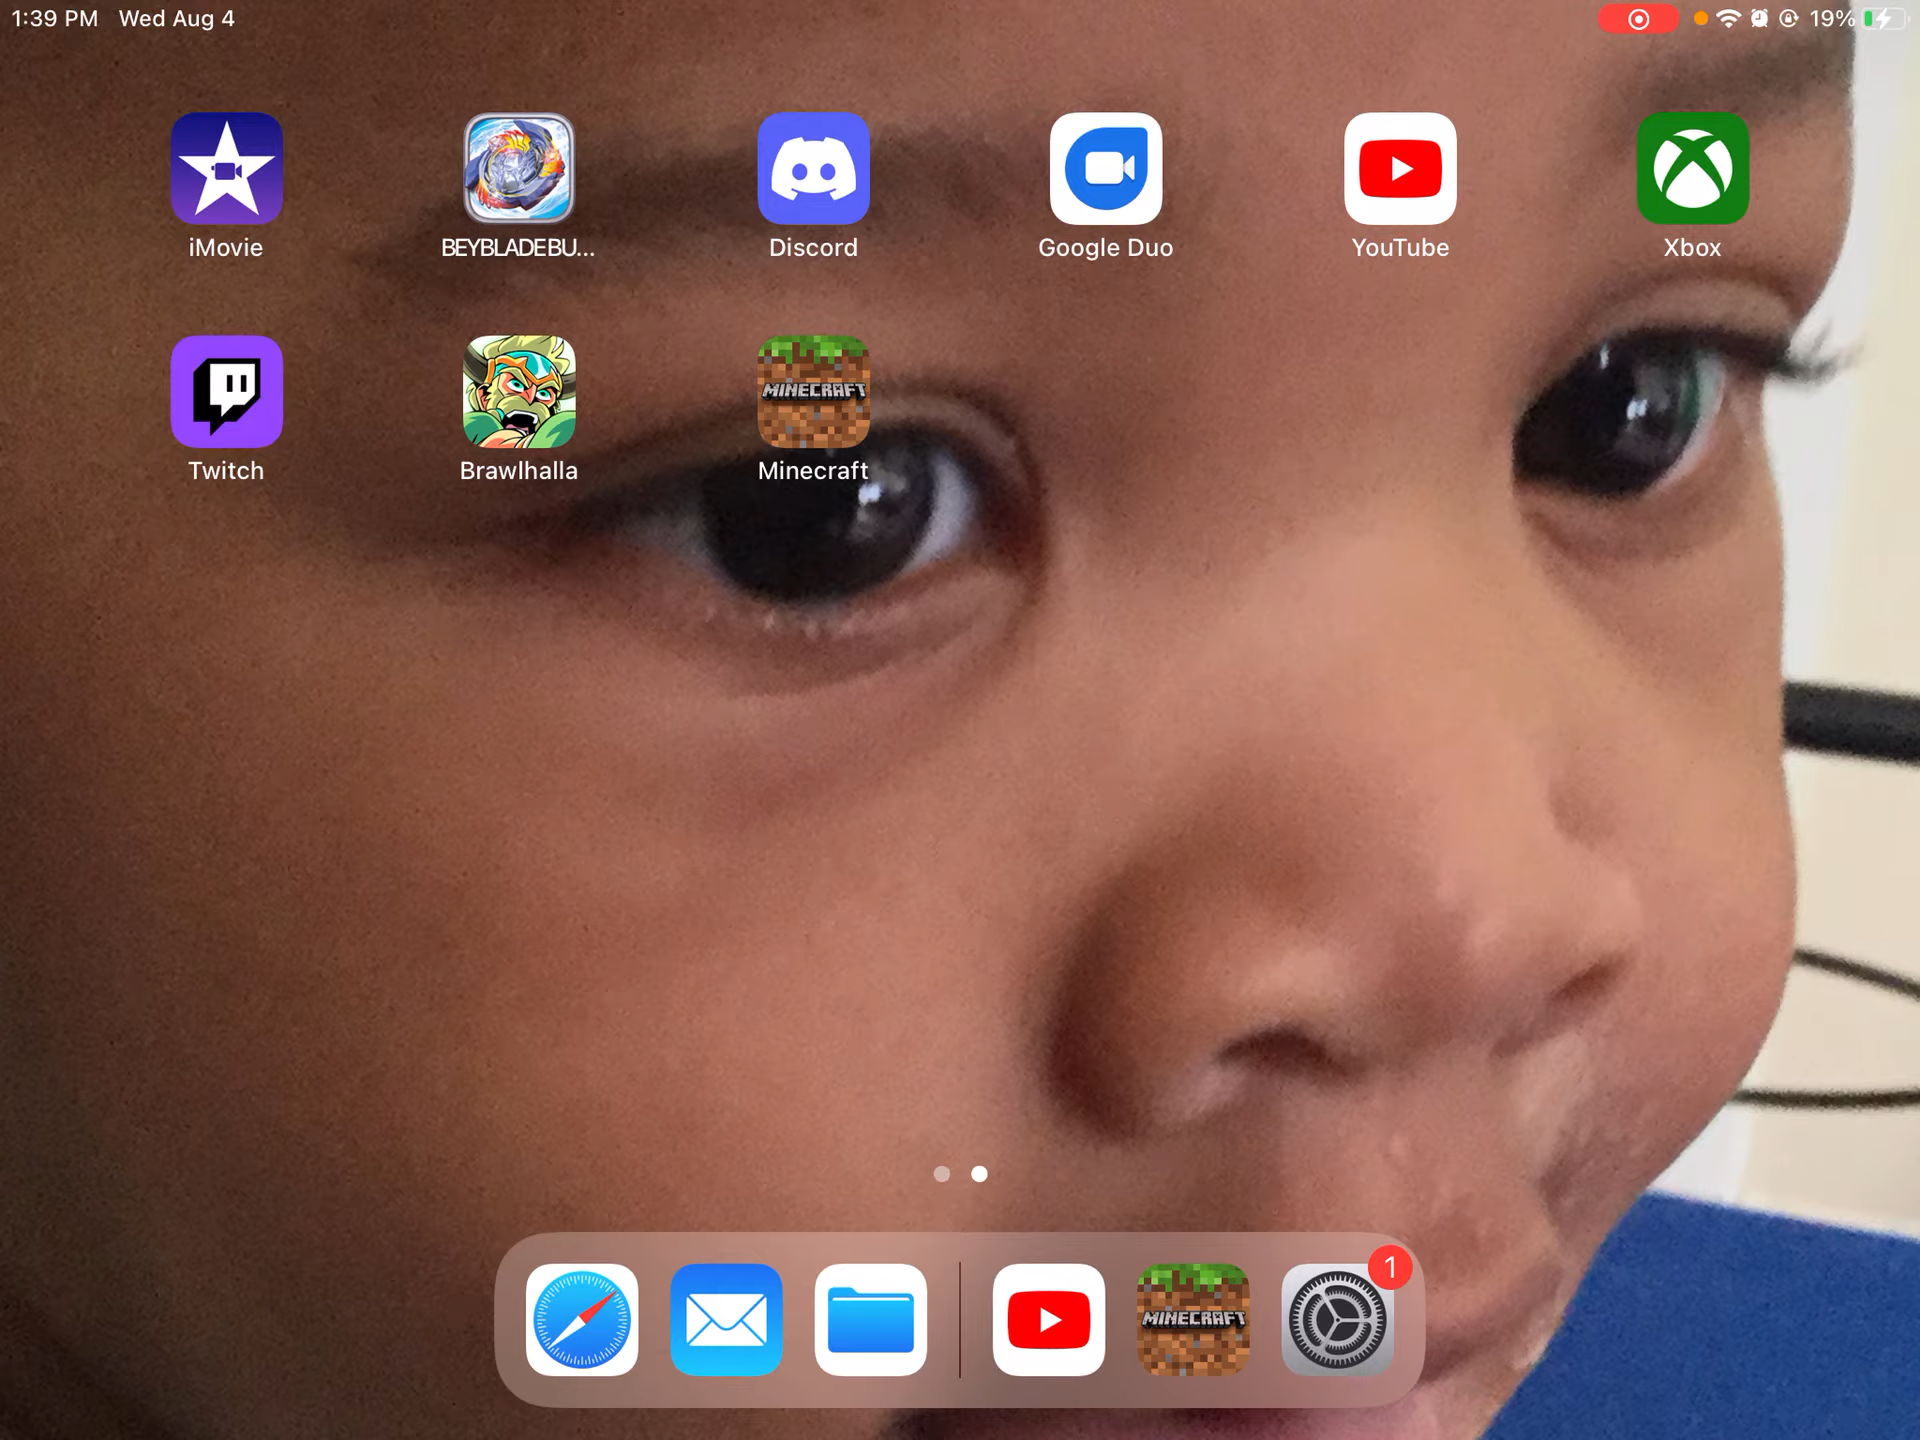 1:39 PM Wed Aug 4
19%
iMovie
BEYBLADEBU...
Discord
Google Duo
YouTube
Xbox
MINECRAFT
Twitch
Brawlhalla
Minecraft
1
MINECRAFT